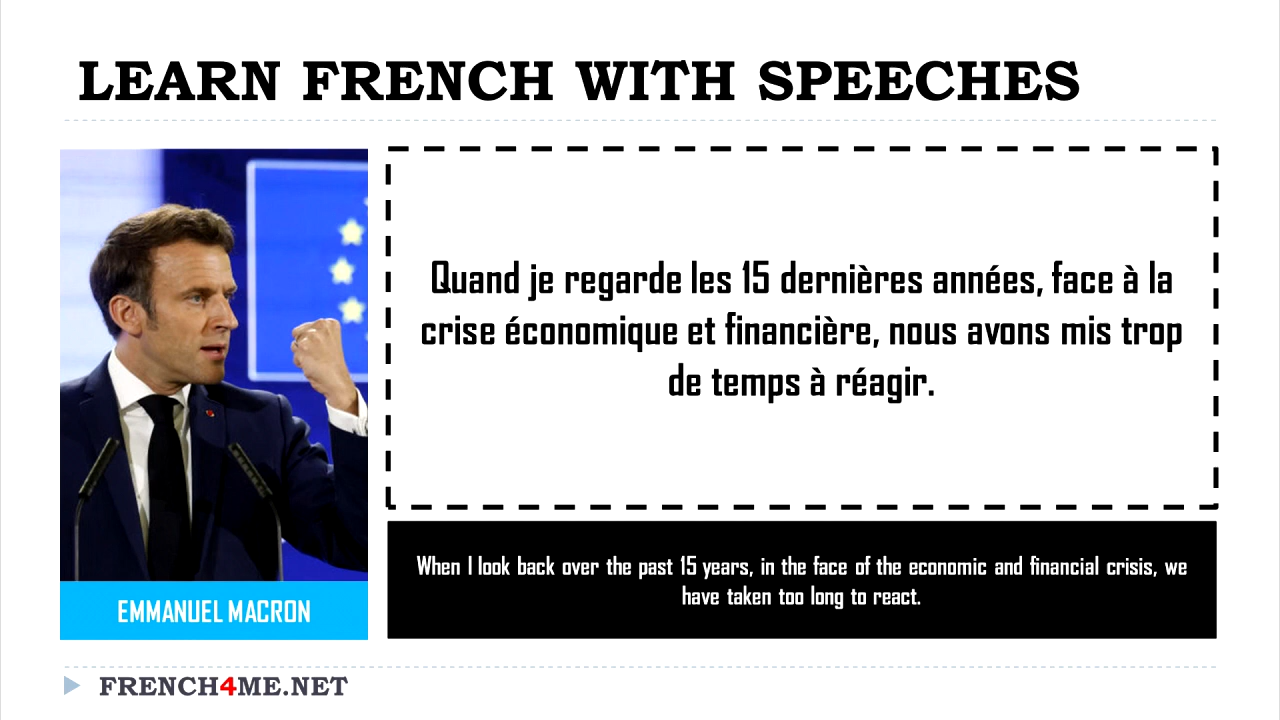 LEARN FRENCH WITH SPEECHES
Quand je regarde les 15 dernières années, face à la
crise économique et financière, nous avons mis trop
de temps à réagir.
When I look back over the past 15 years, in the face of the economic and financial crisis, we
have taken too long to react.
EMMANUEL MACRON
FRENCH4ME.NET